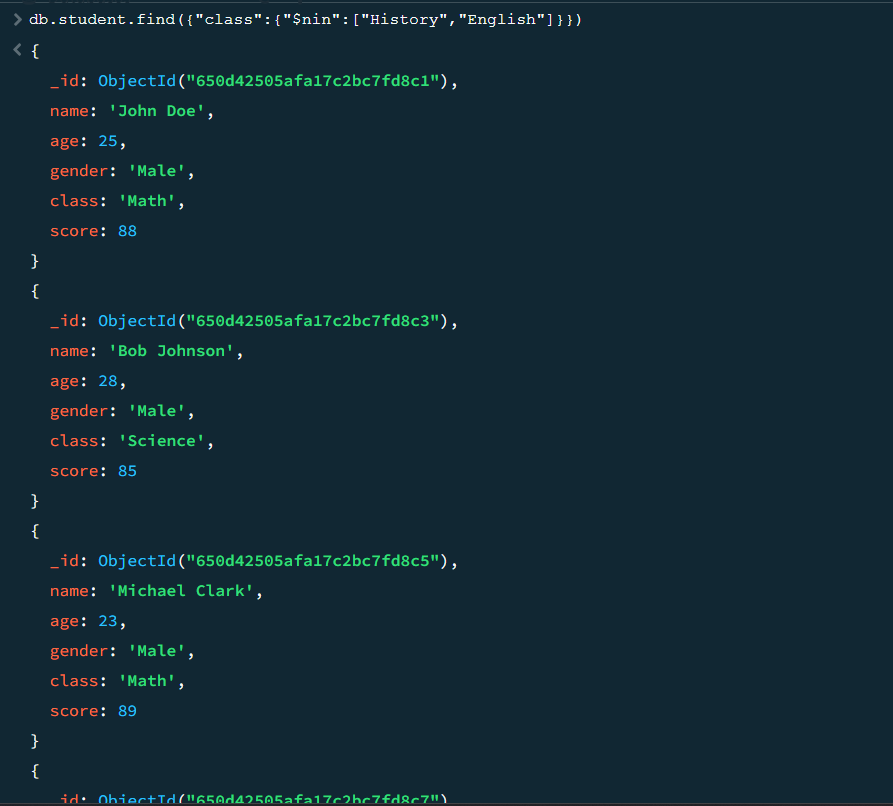 > db.student.find({"class":{"$nin":["History","English"]}})
< {
_id: ObjectId("650d42505afa17c2bc7fd8c1"),
name: 'John Doe',
age: 25,
gender: 'Male',
class: 'Math',
score: 88
}
{
_id: ObjectId("650d42505afa17c2bc7fd8c3"),
name: 'Bob Johnson',
age: 28,
gender: 'Male',
class: 'Science',
score: 85
}
{
_id: ObjectId("650d42505afa17c2bc7fd8c5"),
name: 'Michael Clark',
age: 23,
gender: 'Male',
class: 'Math',
score: 89
}
{
_id: ObjectId("650d42505afa17c2bc7fd8c7"),